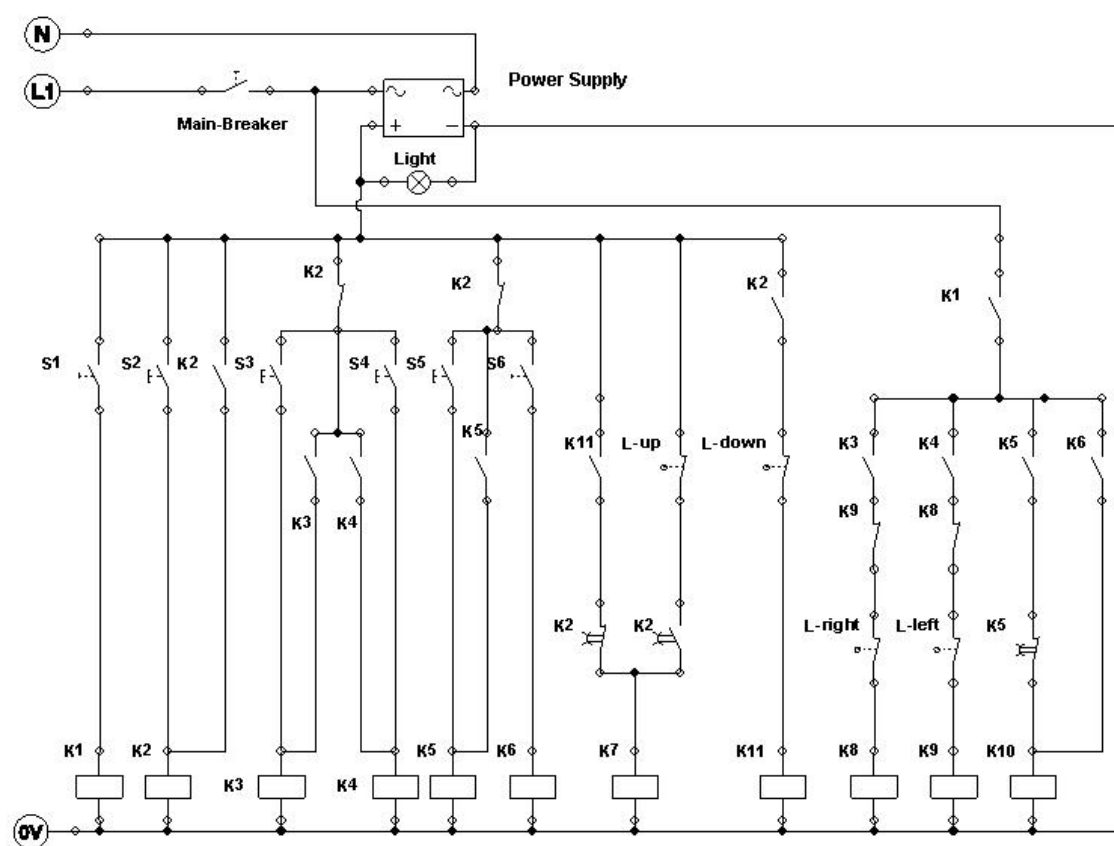 N
L1
Main-Breaker
Power Supply
+ −
Light
K2 K2 K2 K1
S1 S2 K2 S3 S4 S5 S6
K5 K11 L-up L-down K3 K4 K5 K6
K3 K4 K9 K8
K2 K2 L-right L-left K5
K1 K2 K3 K4 K5 K6 K7 K11 K8 K9 K10
0V